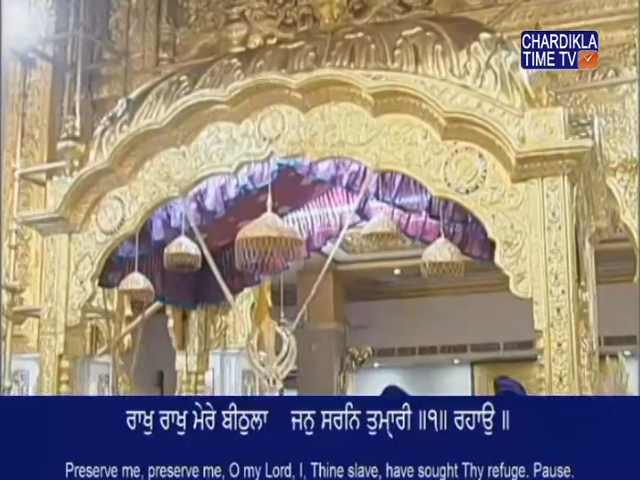 CHARDIKLA
TIME TV
ਰਾਖੁ ਰਾਖੁ ਮੇਰੇ ਬੀਠੁਲਾ ਜਨੁ ਸਰਨਿ ਤੁਮ੍ਹਾਰੀ ॥੧॥ ਰਹਾਉ ॥
Preserve me, preserve me, O my Lord, I, Thine slave, have sought Thy refuge. Pause.